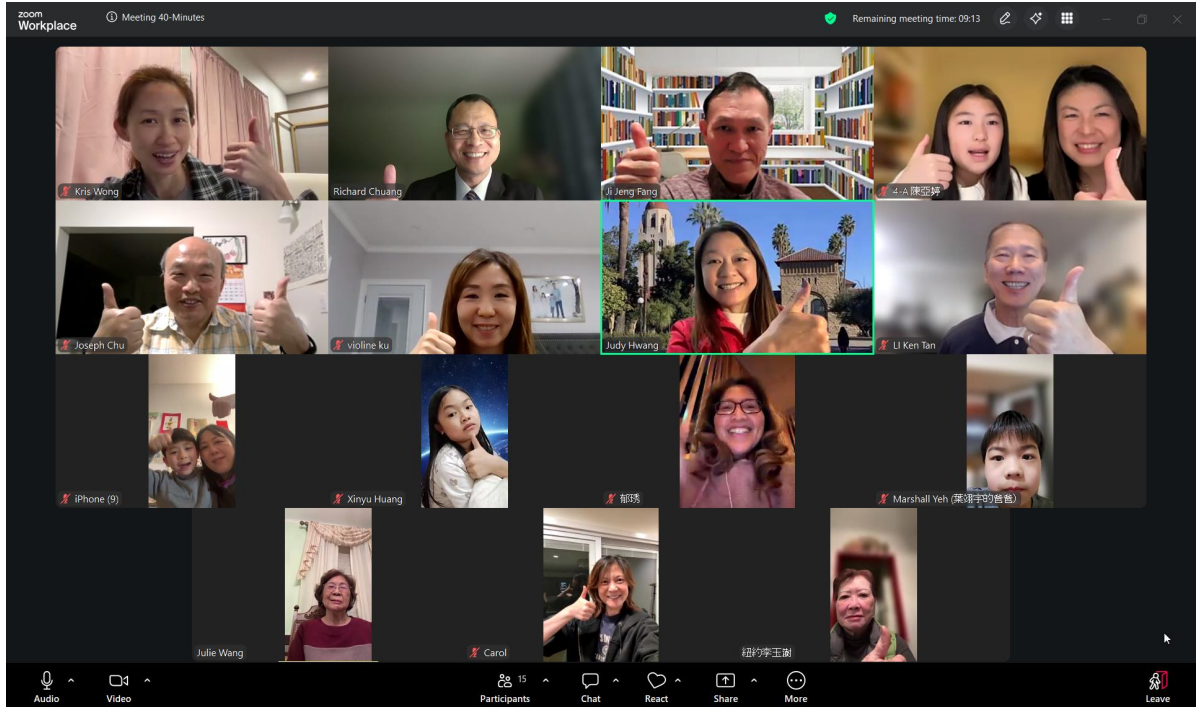 zoom
Workplace
Meeting 40-Minutes
Remaining meeting time: 09:13
Kris Wong
Richard Chuang
Ji Jeng Fang
4-A 陳亞婷
Joseph Chu
violine ku
Judy Hwang
LI Ken Tan
iPhone (9)
Xinyu Huang
郁琇
Marshall Yeh (葉翊宇的爸爸)
Julie Wang
Carol
紐約李玉澍
Audio
Video
15
Participants
Chat
React
Share
More
Leave